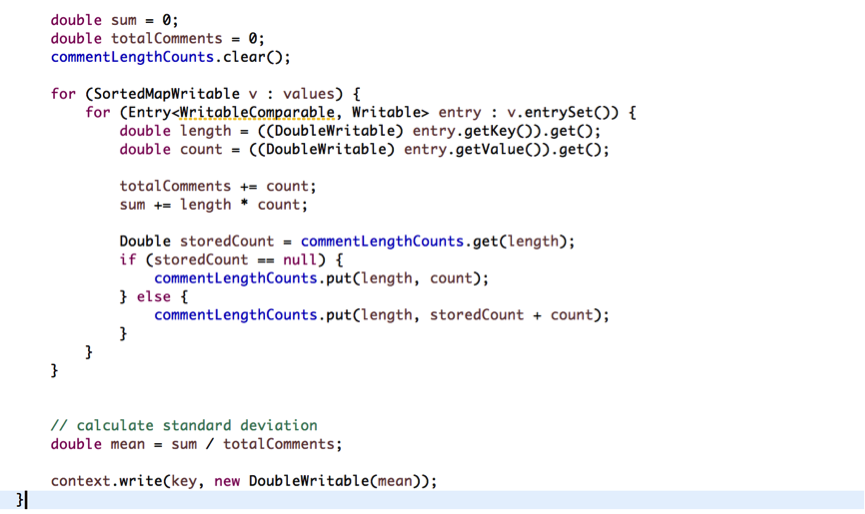 double sum = 0;
double totalComments = 0;
commentLengthCounts.clear();
for (SortedMapWritable v : values) {
for (Entry<WritableComparable, Writable> entry : v.entrySet()) {
double length = ((DoubleWritable) entry.getKey()).get();
double count = ((DoubleWritable) entry.getValue()).get();
totalComments += count;
sum += length * count;
Double storedCount = commentLengthCounts.get(length);
if (storedCount == null) {
commentLengthCounts.put(length, count);
} else {
commentLengthCounts.put(length, storedCount + count);
}
}
}
// calculate standard deviation
double mean = sum / totalComments;
context.write(key, new DoubleWritable(mean));
}